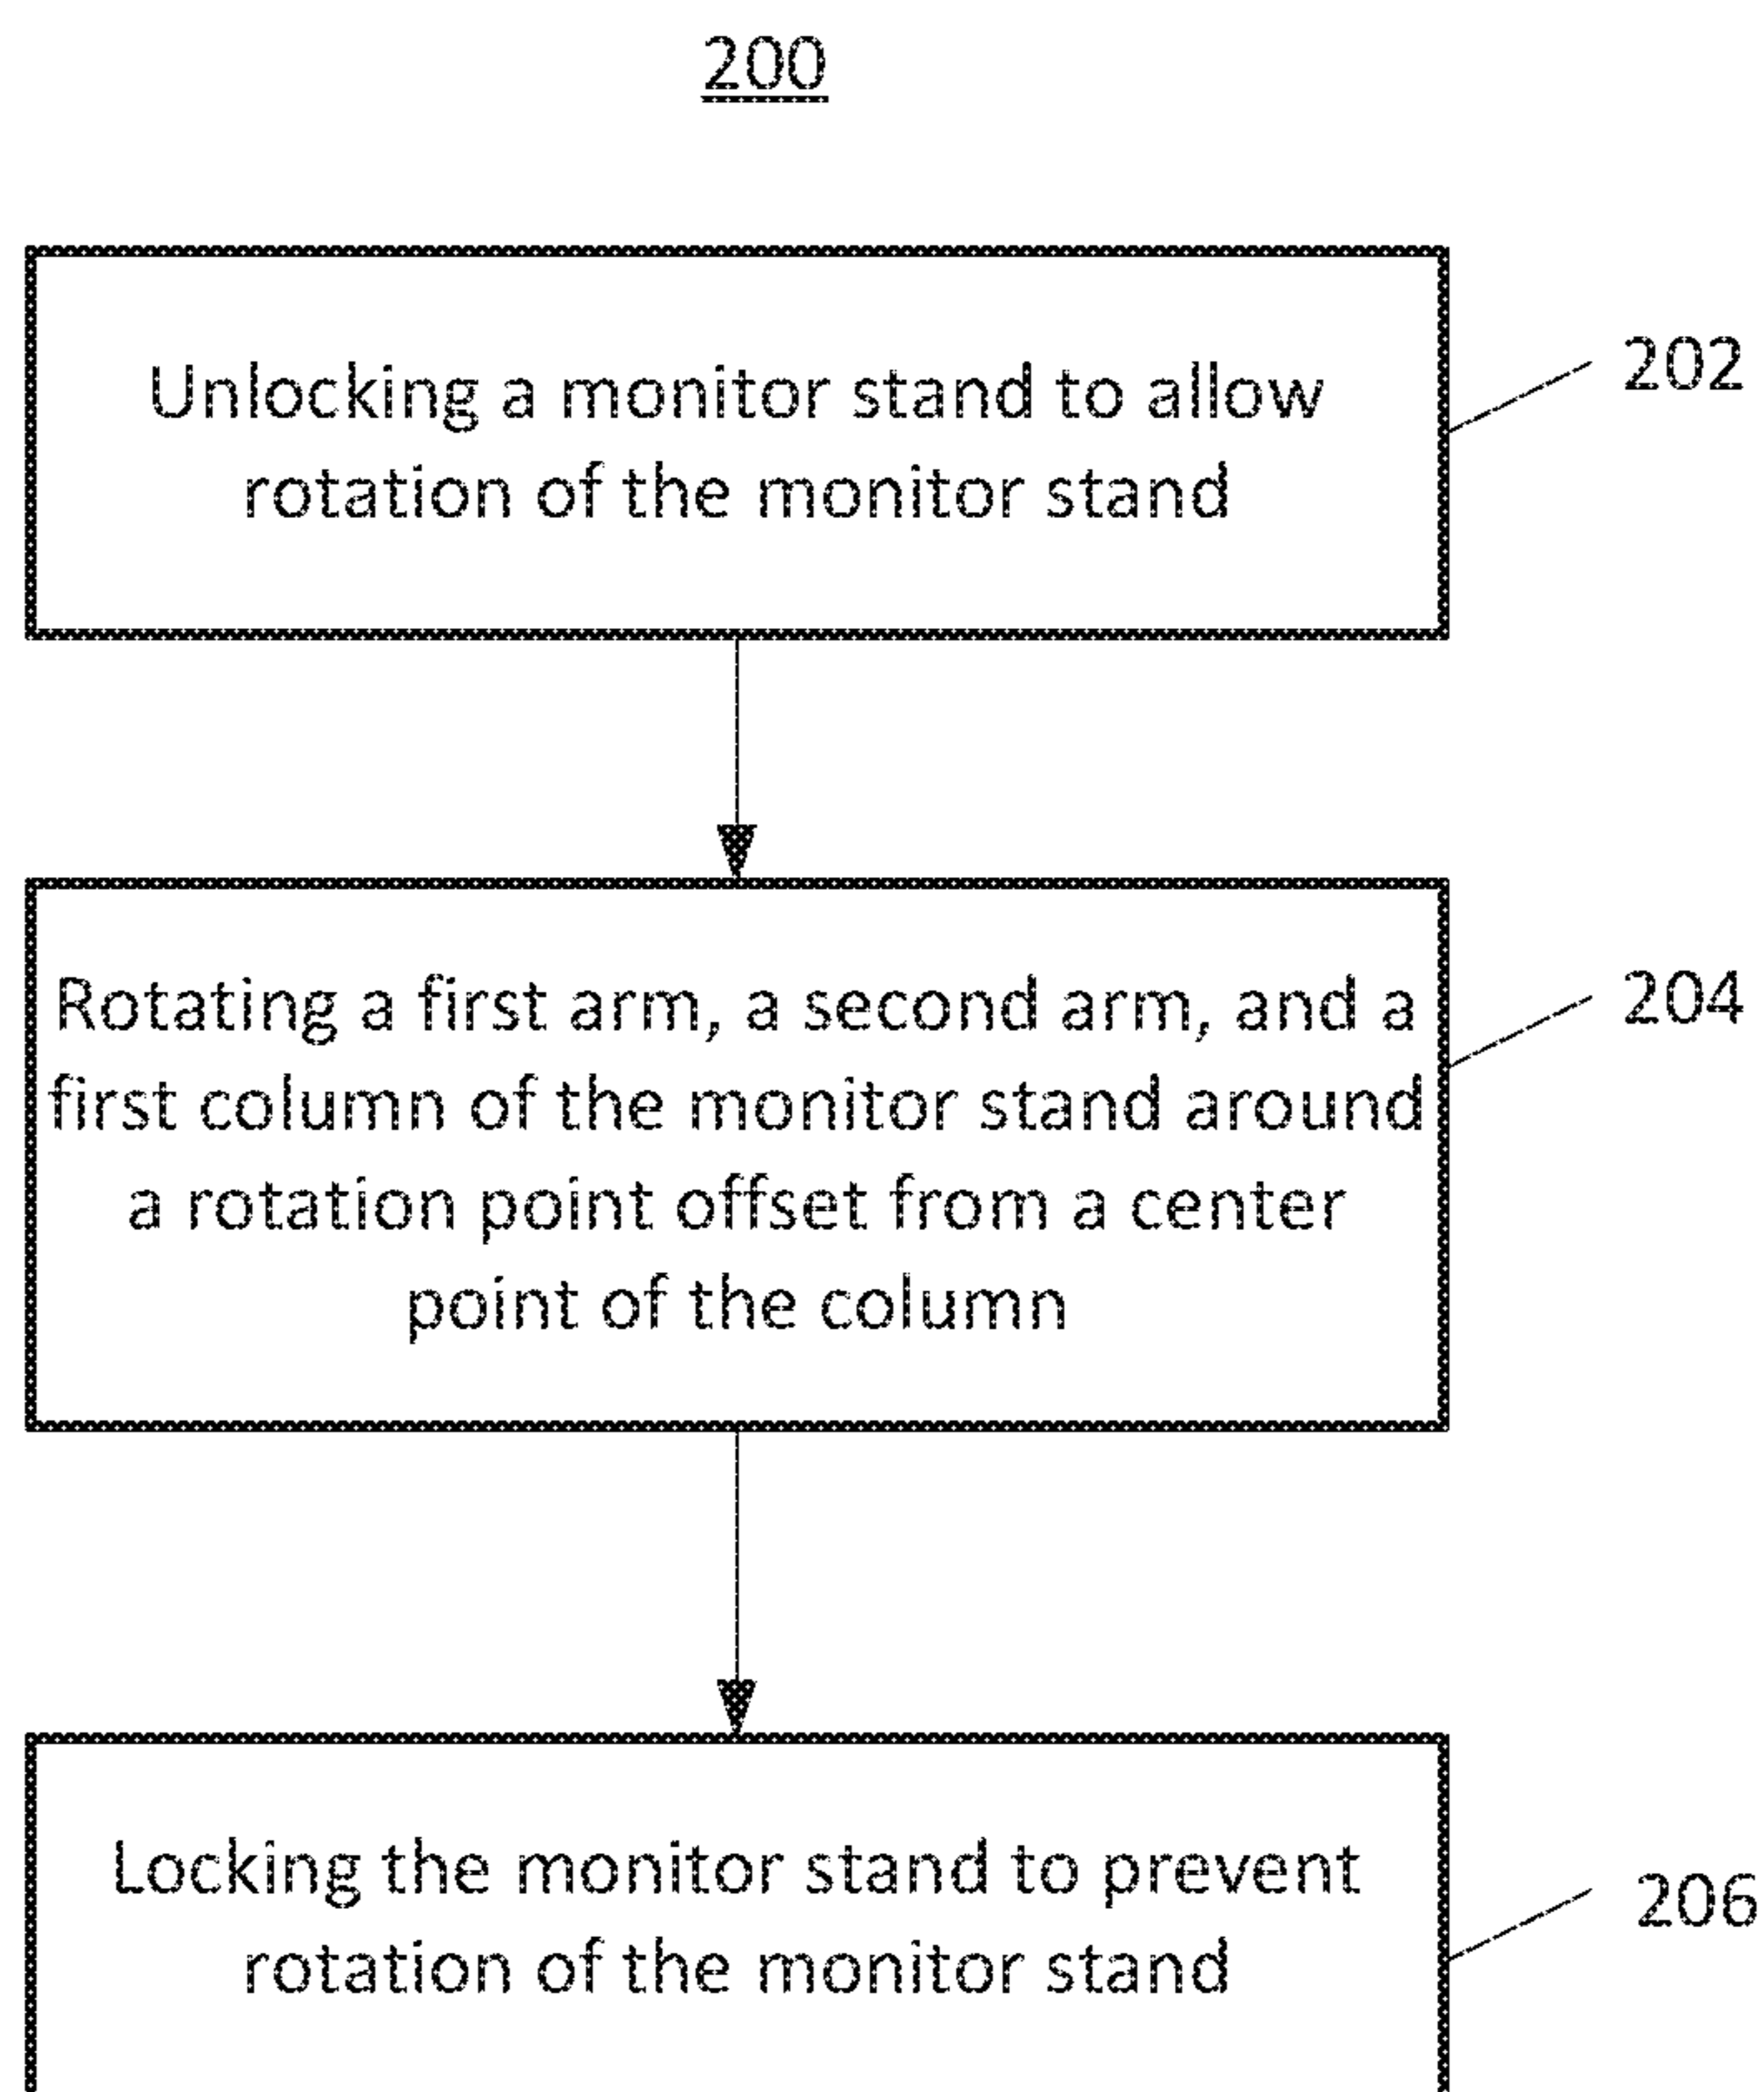 200
Unlocking a monitor stand to allow
rotation of the monitor stand
202
Rotating a first arm, a second arm, and a
first column of the monitor stand around
a rotation point offset from a center
point of the column
204
Locking the monitor stand to prevent
rotation of the monitor stand
206